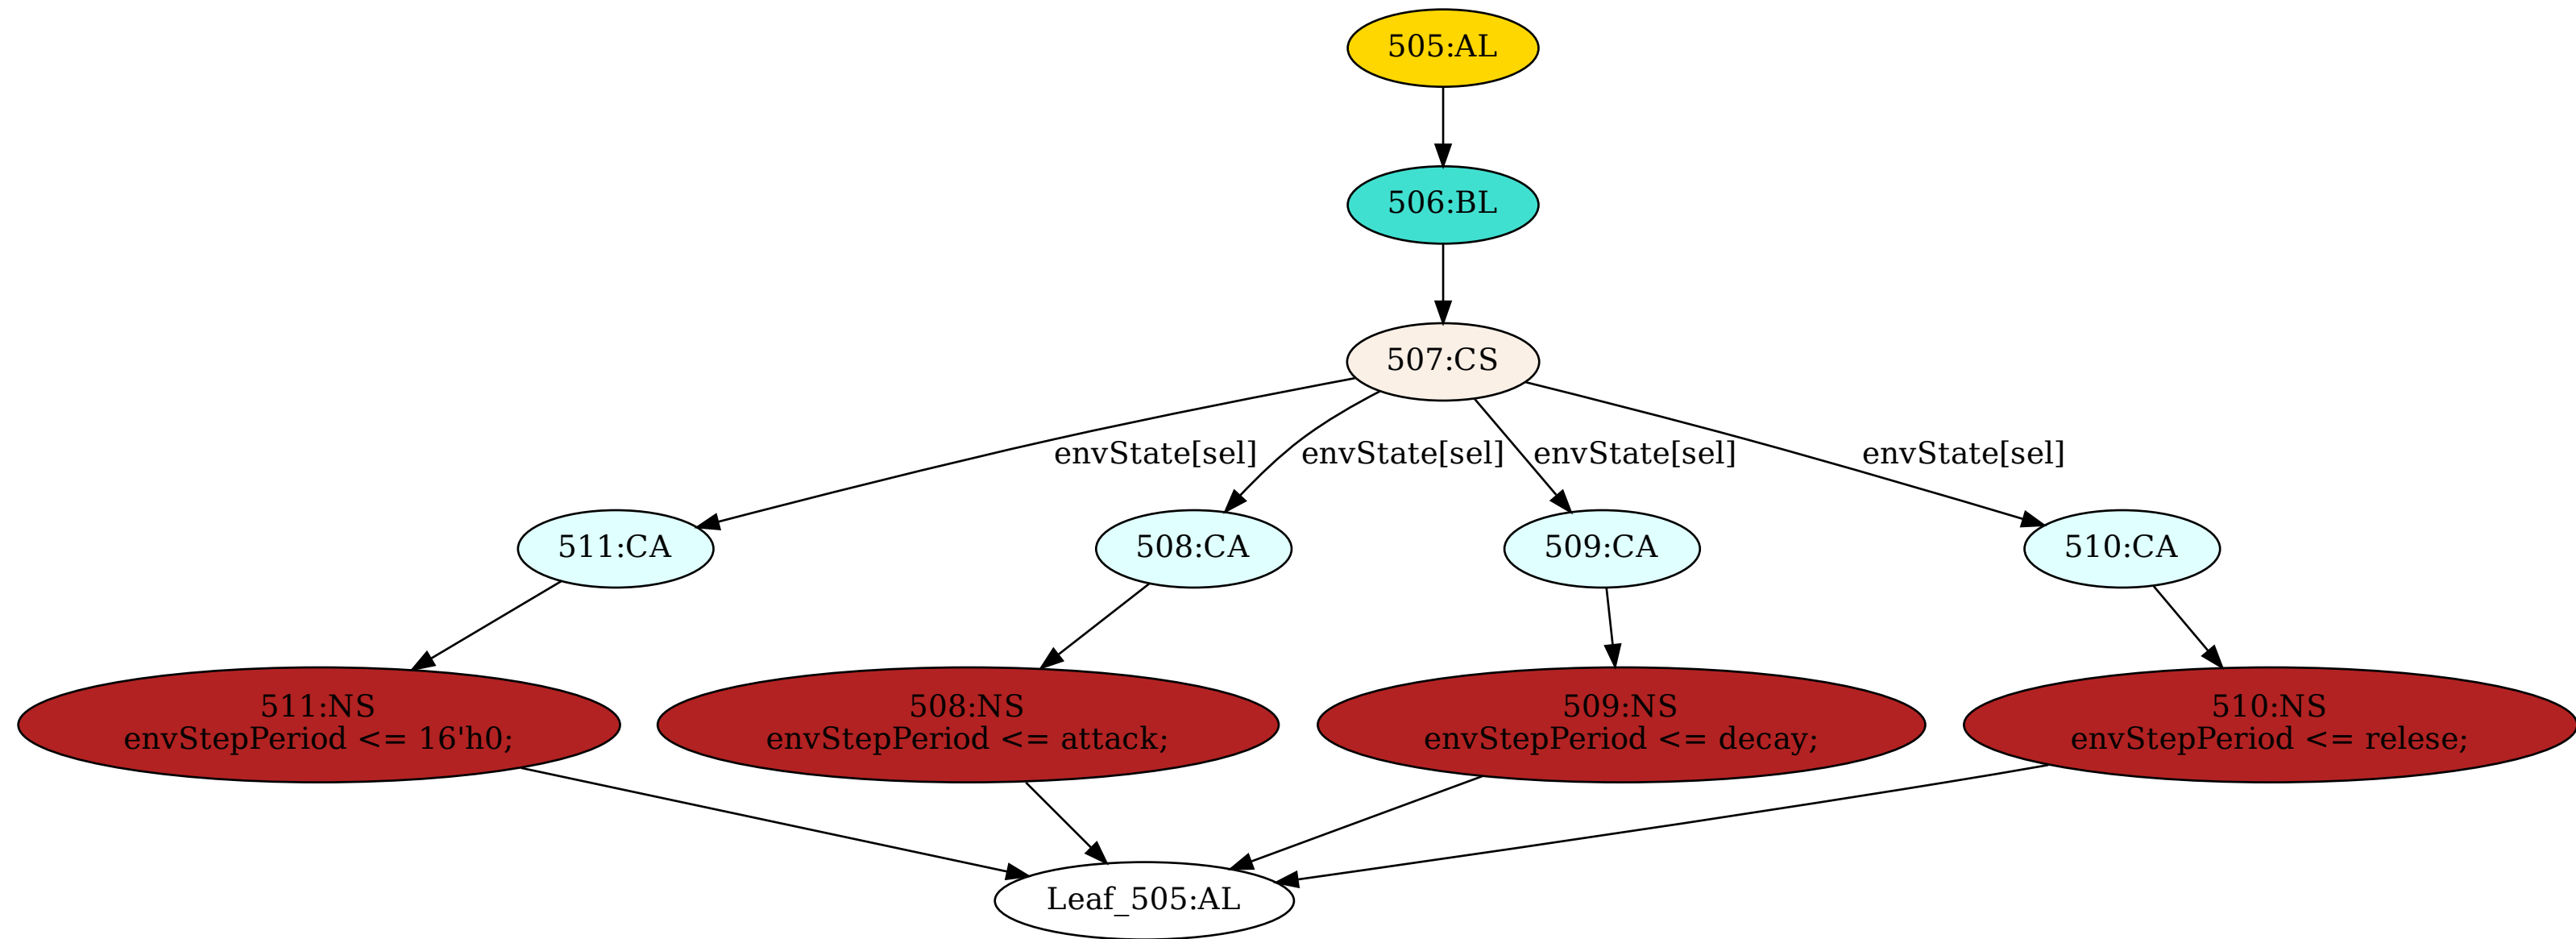 505:AL
506:BL
507:CS
envState[sel]
envState[sel]
envState[sel]
envState[sel]
511:CA
508:CA
509:CA
510:CA
511:NS
envStepPeriod <= 16'h0;
508:NS
envStepPeriod <= attack;
509:NS
envStepPeriod <= decay;
510:NS
envStepPeriod <= relese;
Leaf_505:AL